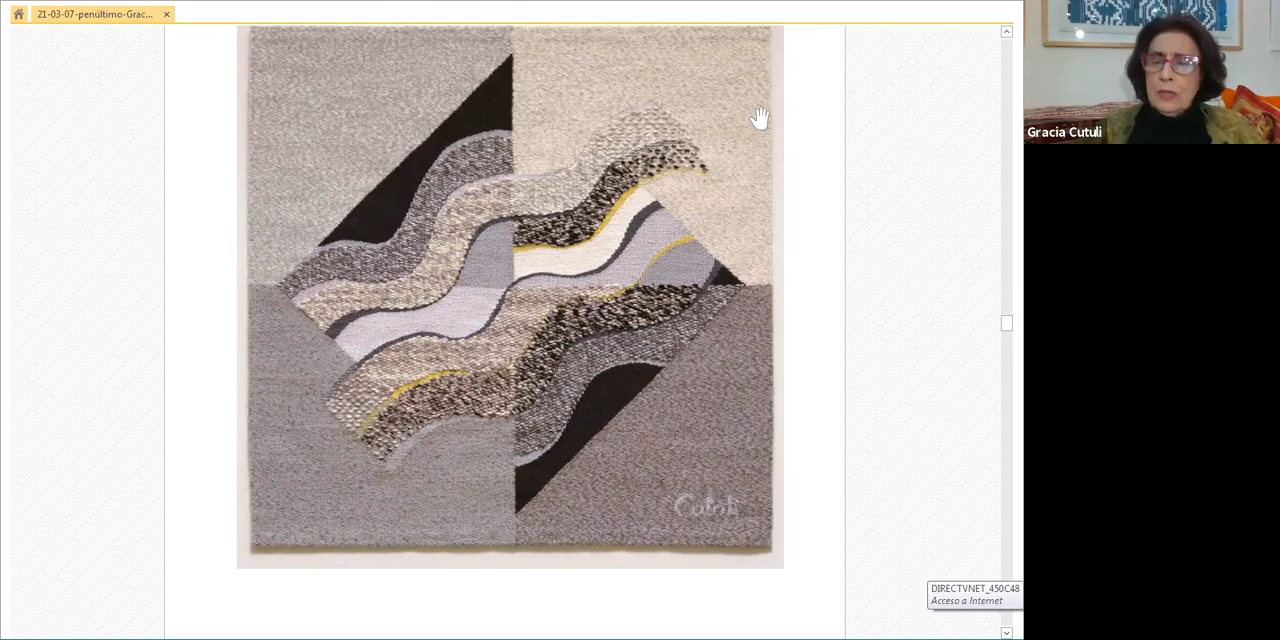 21-03-07-penúltimo-Grac...
Gracia Cutuli
Cutuli
DIRECTVNET_450C48
Acceso a Internet